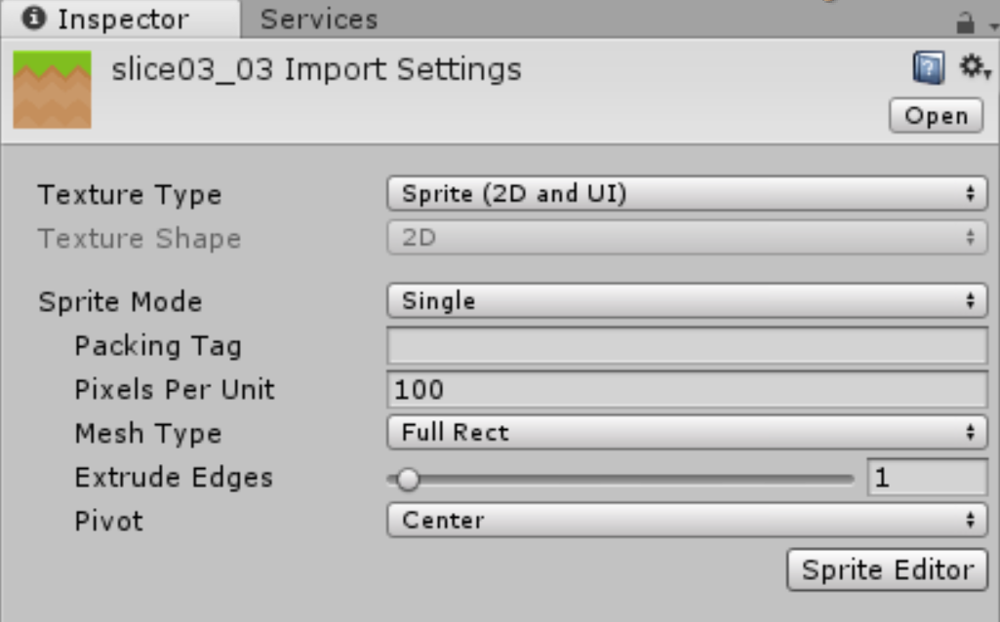 Inspector Services
slice03_03 Import Settings
Open
Texture Type Sprite (2D and UI)
Texture Shape 2D
Sprite Mode Single
Packing Tag
Pixels Per Unit 100
Mesh Type Full Rect
Extrude Edges 1
Pivot Center
Sprite Editor